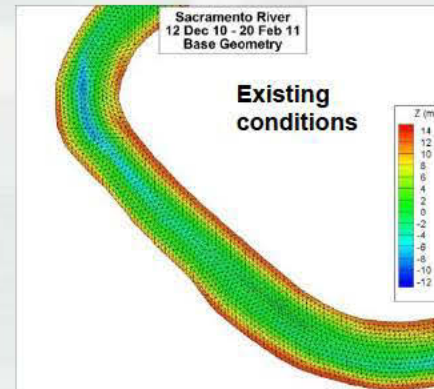 Sacramento River
12 Dec 10 - 20 Feb 11
Base Geometry
Existing
conditions
Z (m
14
12
10
8
6
4
2
0
-2
-4
-6
-8
-10
-12